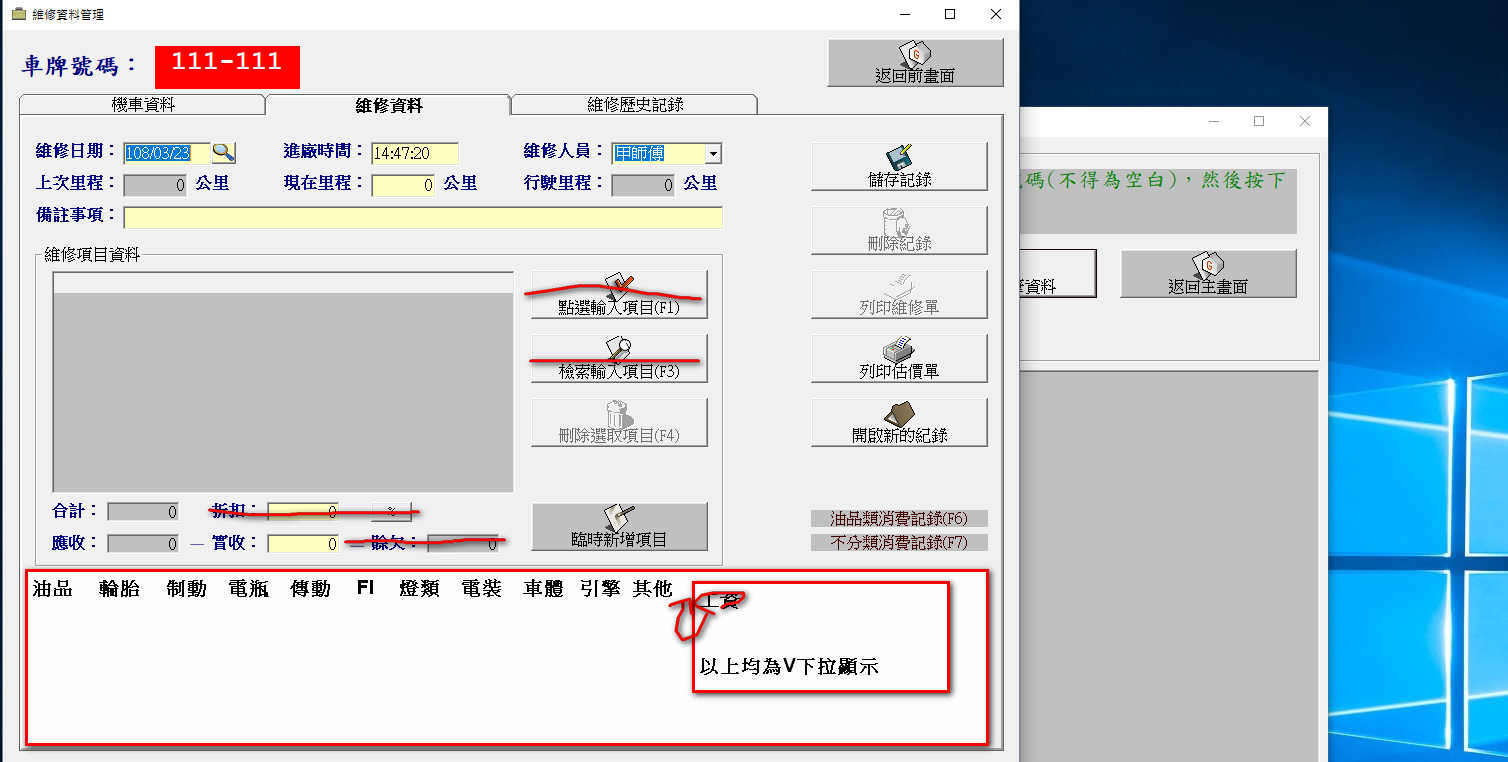 維修資料管理
車牌號碼： 111-111
返回前畫面
機車資料 維修資料 維修歷史記錄
維修日期： 108/03/23 進廠時間： 14:47:20 維修人員： 甲師傅
上次里程： 0 公里 現在里程： 0 公里 行駛里程： 0 公里
備註事項：
儲存記錄
刪除紀錄
列印維修單
列印估價單
開啟新的紀錄
維修項目資料
點選輸入項目(F1)
檢索輸入項目(F3)
刪除選取項目(F4)
臨時新增項目
合計： 0 折扣： 0 %
應收： 0 — 實收： 0 — 賒欠： 0
油品類消費記錄(F6)
不分類消費記錄(F7)
油品 輪胎 制動 電瓶 傳動 FI 燈類 電裝 車體 引擎 其他
工資
以上均為V下拉顯示
碼(不得為空白)，然後按下
資料
返回主畫面